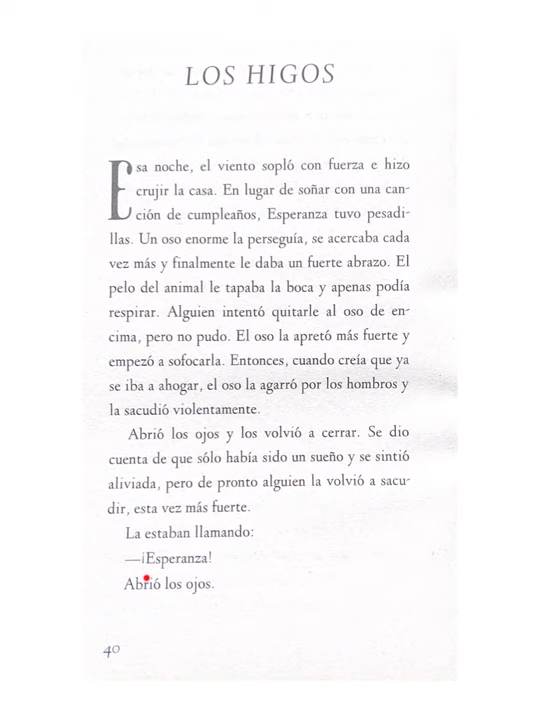 LOS HIGOS
Esa noche, el viento sopló con fuerza e hizo
crujir la casa. En lugar de soñar con una can-
ción de cumpleaños, Esperanza tuvo pesadi-
llas. Un oso enorme la perseguía, se acercaba cada
vez más y finalmente le daba un fuerte abrazo. El
pelo del animal le tapaba la boca y apenas podía
respirar. Alguien intentó quitarle al oso de en-
cima, pero no pudo. El oso la apretó más fuerte y
empezó a sofocarla. Entonces, cuando creía que ya
se iba a ahogar, el oso la agarró por los hombros y
la sacudió violentamente.
Abrió los ojos y los volvió a cerrar. Se dio
cuenta de que sólo había sido un sueño y se sintió
aliviada, pero de pronto alguien la volvió a sacu-
dir, esta vez más fuerte.
La estaban llamando:
—¡Esperanza!
Abrió los ojos.
40